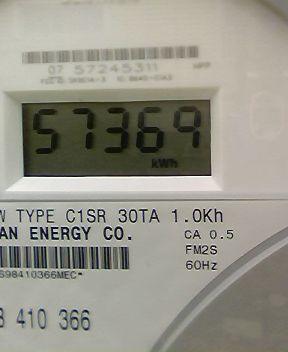 07 57245311
57369
kWh
W TYPE C1SR 30TA 1.0Kh
AN ENERGY CO.
CA 0.5
FM2S
60Hz
S98410366MEC*
410 366